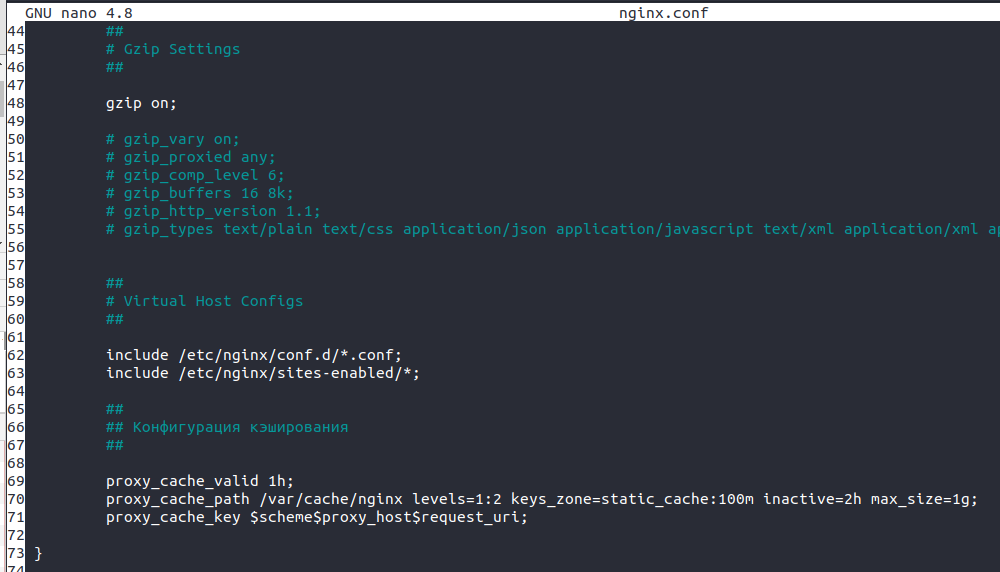 GNU nano 4.8 nginx.conf
44 ##
45 # Gzip Settings
46 ##
47
48 gzip on;
49
50 # gzip_vary on;
51 # gzip_proxied any;
52 # gzip_comp_level 6;
53 # gzip_buffers 16 8k;
54 # gzip_http_version 1.1;
55 # gzip_types text/plain text/css application/json application/javascript text/xml application/xml
56
57
58 ##
59 # Virtual Host Configs
60 ##
61
62 include /etc/nginx/conf.d/*.conf;
63 include /etc/nginx/sites-enabled/*;
64
65 ##
66 ## Конфигурация кэширования
67 ##
68
69 proxy_cache_valid 1h;
70 proxy_cache_path /var/cache/nginx levels=1:2 keys_zone=static_cache:100m inactive=2h max_size=1g;
71 proxy_cache_key $scheme$proxy_host$request_uri;
72
73 }
74